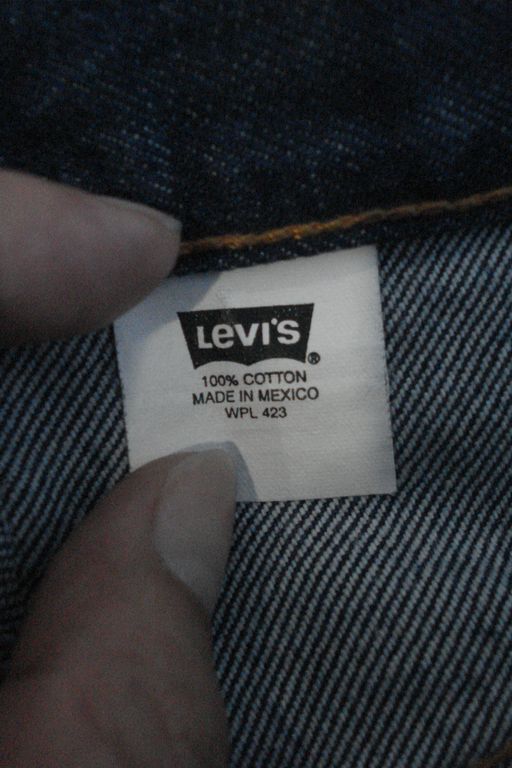 LEVI'S®
100% COTTON
MADE IN MEXICO
WPL 423